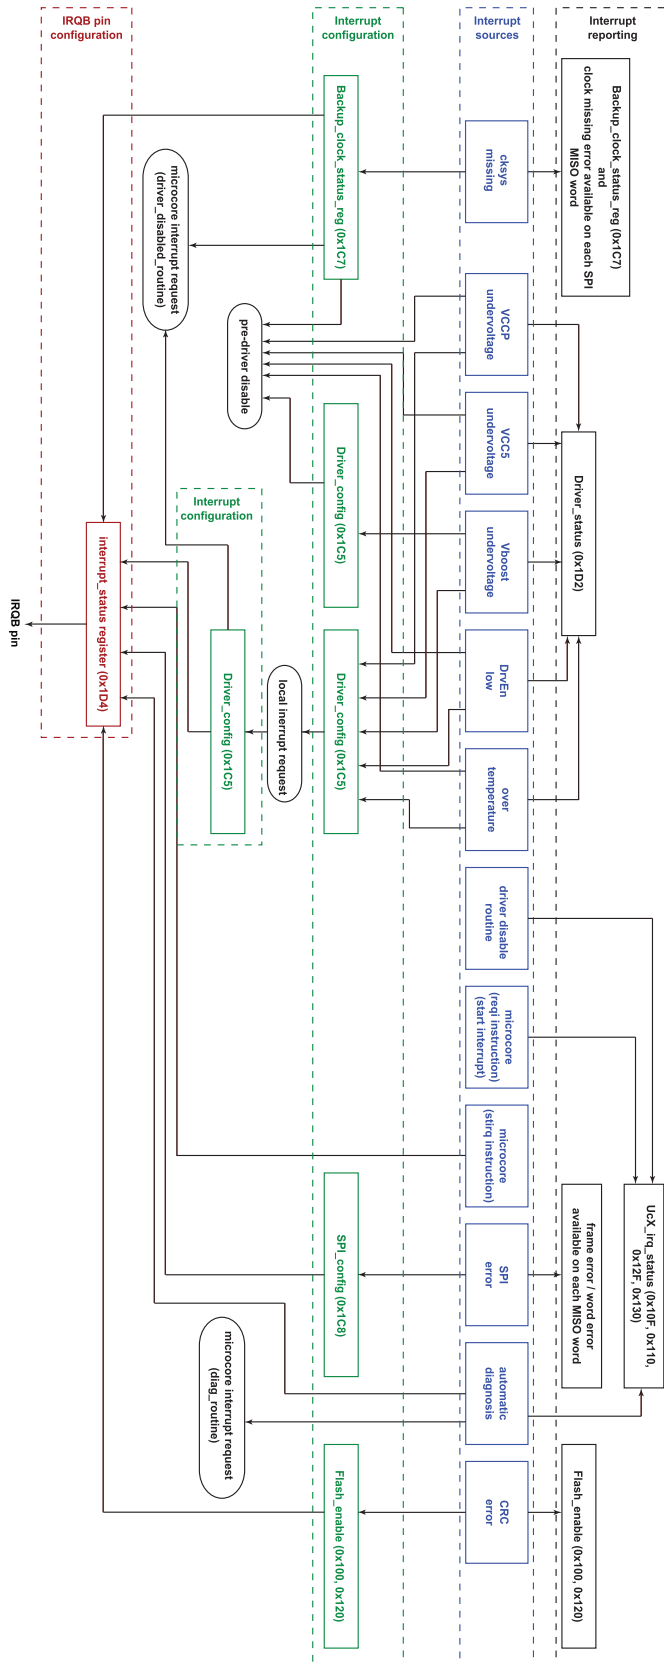 Interrupt
reporting
Backup_clock_status_reg (0x1C7)
and
clock missing error available on each SPI
MISO word
Driver_status (0x1D2)
UcX_irq_status (0x10F, 0x110,
0x12F, 0x130)
frame error / word error
available on each MISO word
Flash_enable (0x100, 0x120)
Interrupt
sources
cksys
missing
VCCP
undervoltage
VCC5
undervoltage
Vboost
undervoltage
DrvEn
low
over
temperature
driver disable
routine
microcore
(reqi instruction)
(start interrupt)
microcore
(stirq instruction)
SPI
error
automatic
diagnosis
CRC
error
Interrupt
configuration
Backup_clock_status_reg (0x1C7)
Driver_config (0x1C5)
Driver_config (0x1C5)
SPI_config (0x1C8)
Flash_enable (0x100, 0x120)
pre-driver disable
local inerrupt request
Interrupt
configuration
Driver_config (0x1C5)
microcore interrupt request
(driver_disabled_routine)
microcore interrupt request
(diag_routine)
IRQB pin
configuration
interrupt_status register (0x1D4)
IRQB pin